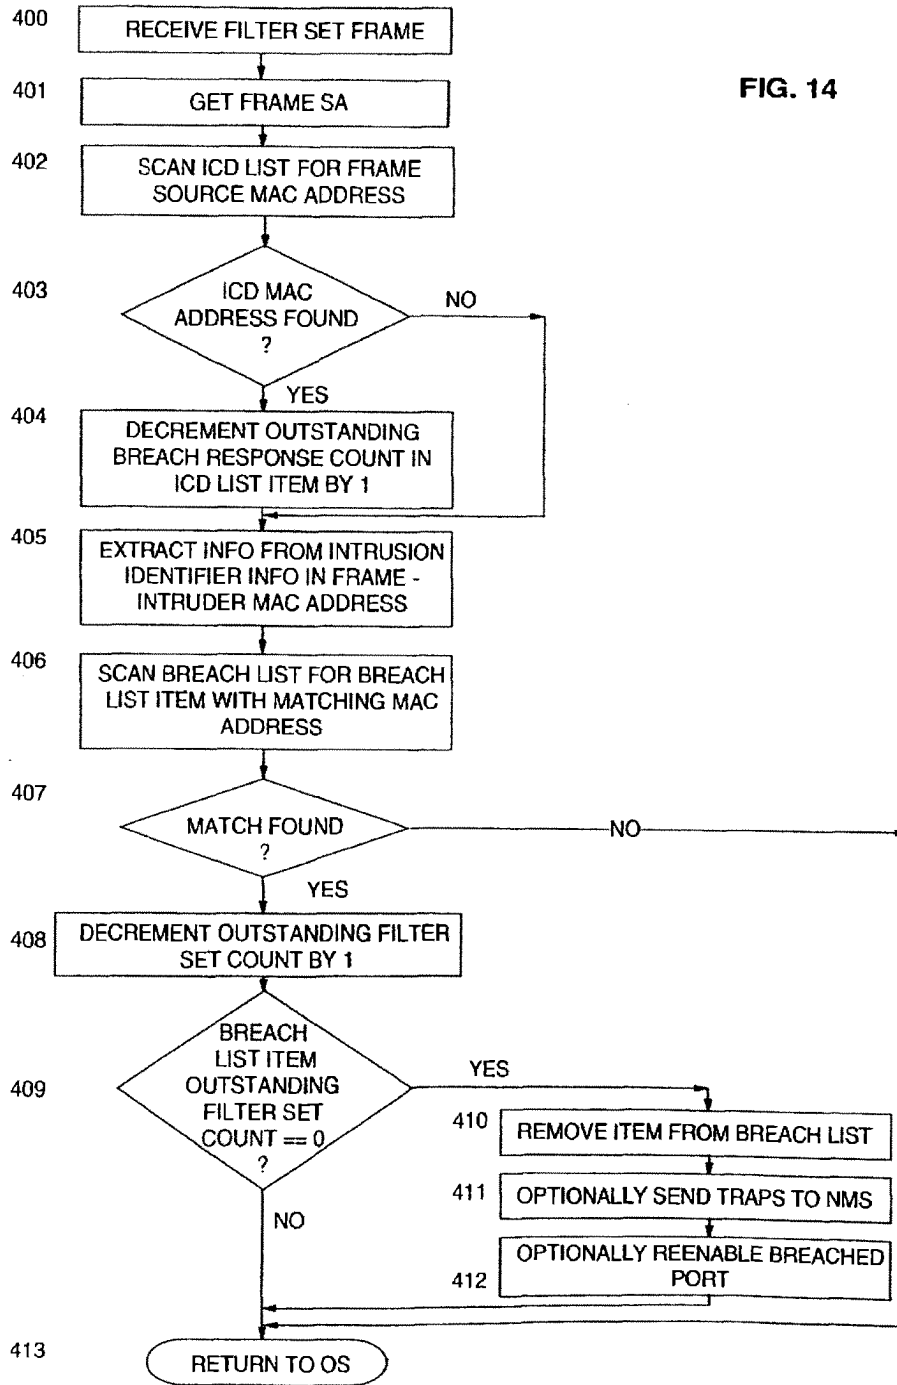 400
RECEIVE FILTER SET FRAME
401
GET FRAME SA
FIG. 14
402
SCAN ICD LIST FOR FRAME
SOURCE MAC ADDRESS
403
ICD MAC
ADDRESS FOUND
?
NO
YES
404
DECREMENT OUTSTANDING
BREACH RESPONSE COUNT IN
ICD LIST ITEM BY 1
405
EXTRACT INFO FROM INTRUSION
IDENTIFIER INFO IN FRAME -
INTRUDER MAC ADDRESS
406
SCAN BREACH LIST FOR BREACH
LIST ITEM WITH MATCHING MAC
ADDRESS
407
MATCH FOUND
?
NO
YES
408
DECREMENT OUTSTANDING FILTER
SET COUNT BY 1
409
BREACH
LIST ITEM
OUTSTANDING
FILTER SET
COUNT == 0
?
YES
NO
410
REMOVE ITEM FROM BREACH LIST
411
OPTIONALLY SEND TRAPS TO NMS
412
OPTIONALLY REENABLE BREACHED
PORT
413
RETURN TO OS